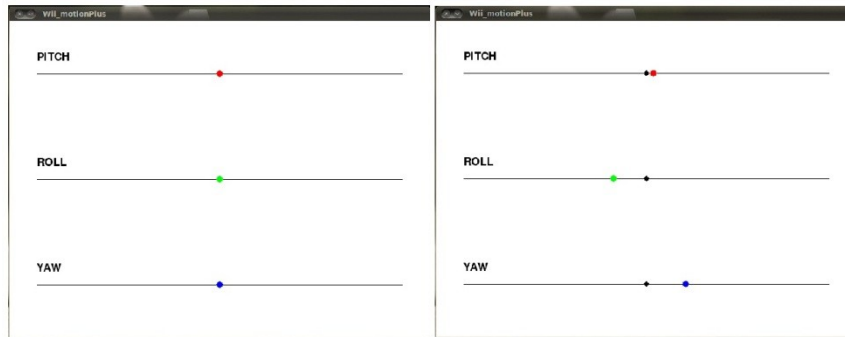 Wii_motionPlus
PITCH
ROLL
YAW
Wii_motionPlus
PITCH
ROLL
YAW